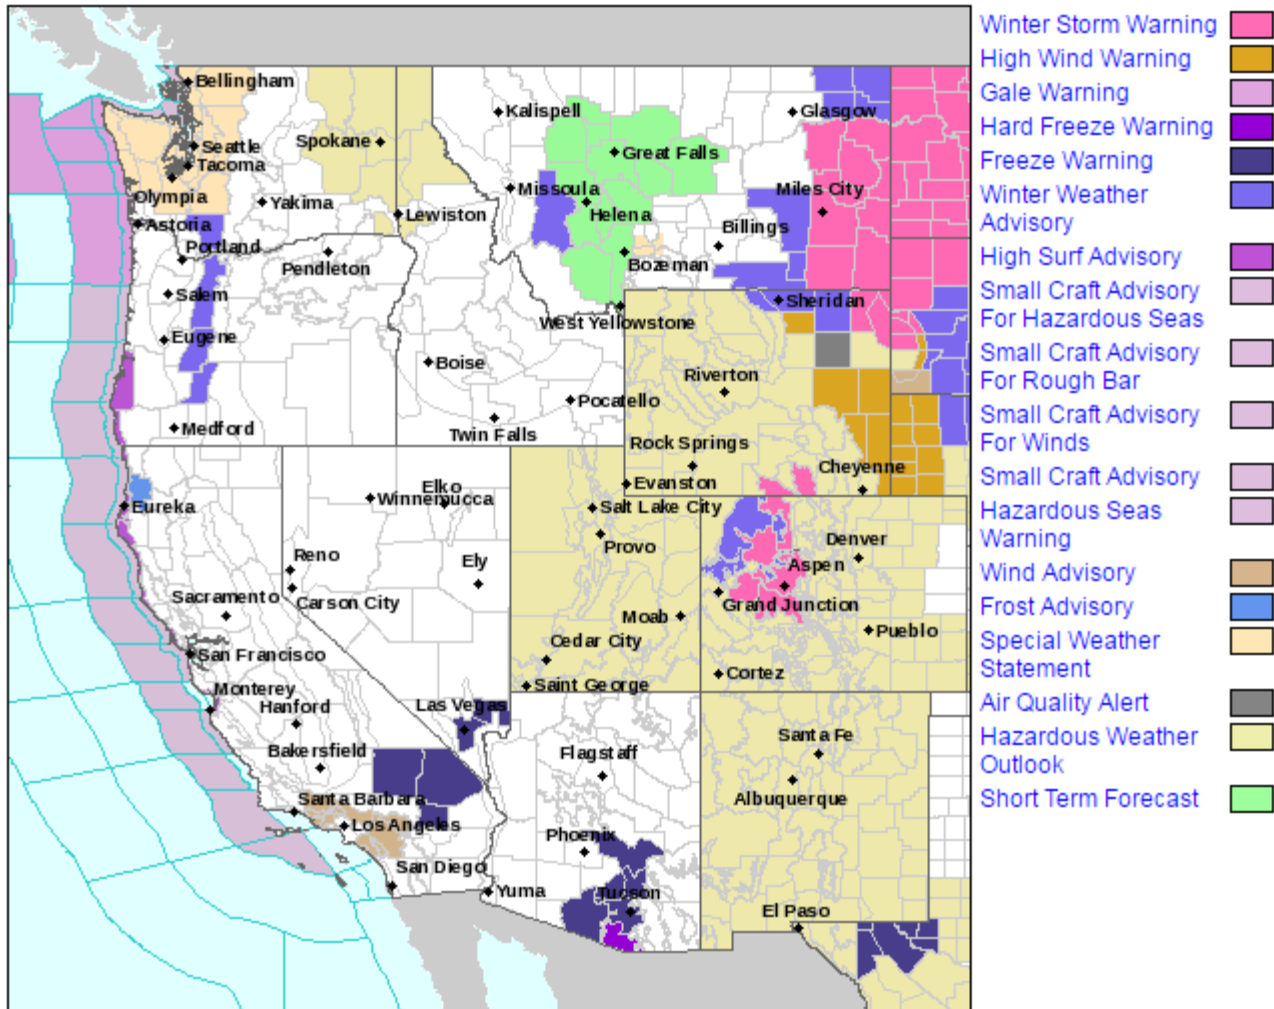 Bellingham
Seattle
Tacoma
Olympia
Astoria
Yakima
Spokane
Lewiston
Portland
Pendleton
Salem
Eugene
Medford
Kalispell
Great Falls
Missoula
Helena
Bozeman
Billings
Glasgow
Miles City
West Yellowstone
Sheridan
Boise
Pocatello
Twin Falls
Riverton
Rock Springs
Evanston
Cheyenne
Eureka
Winnemucca
Elko
Reno
Carson City
Ely
Sacramento
San Francisco
Monterey
Hanford
Bakersfield
Las Vegas
Santa Barbara
Los Angeles
San Diego
Salt Lake City
Provo
Moab
Cedar City
Saint George
Denver
Aspen
Grand Junction
Pueblo
Cortez
Flagstaff
Phoenix
Tucson
Yuma
Santa Fe
Albuquerque
El Paso
Winter Storm Warning
High Wind Warning
Gale Warning
Hard Freeze Warning
Freeze Warning
Winter Weather
Advisory
High Surf Advisory
Small Craft Advisory
For Hazardous Seas
Small Craft Advisory
For Rough Bar
Small Craft Advisory
For Winds
Small Craft Advisory
Hazardous Seas
Warning
Wind Advisory
Frost Advisory
Special Weather
Statement
Air Quality Alert
Hazardous Weather
Outlook
Short Term Forecast